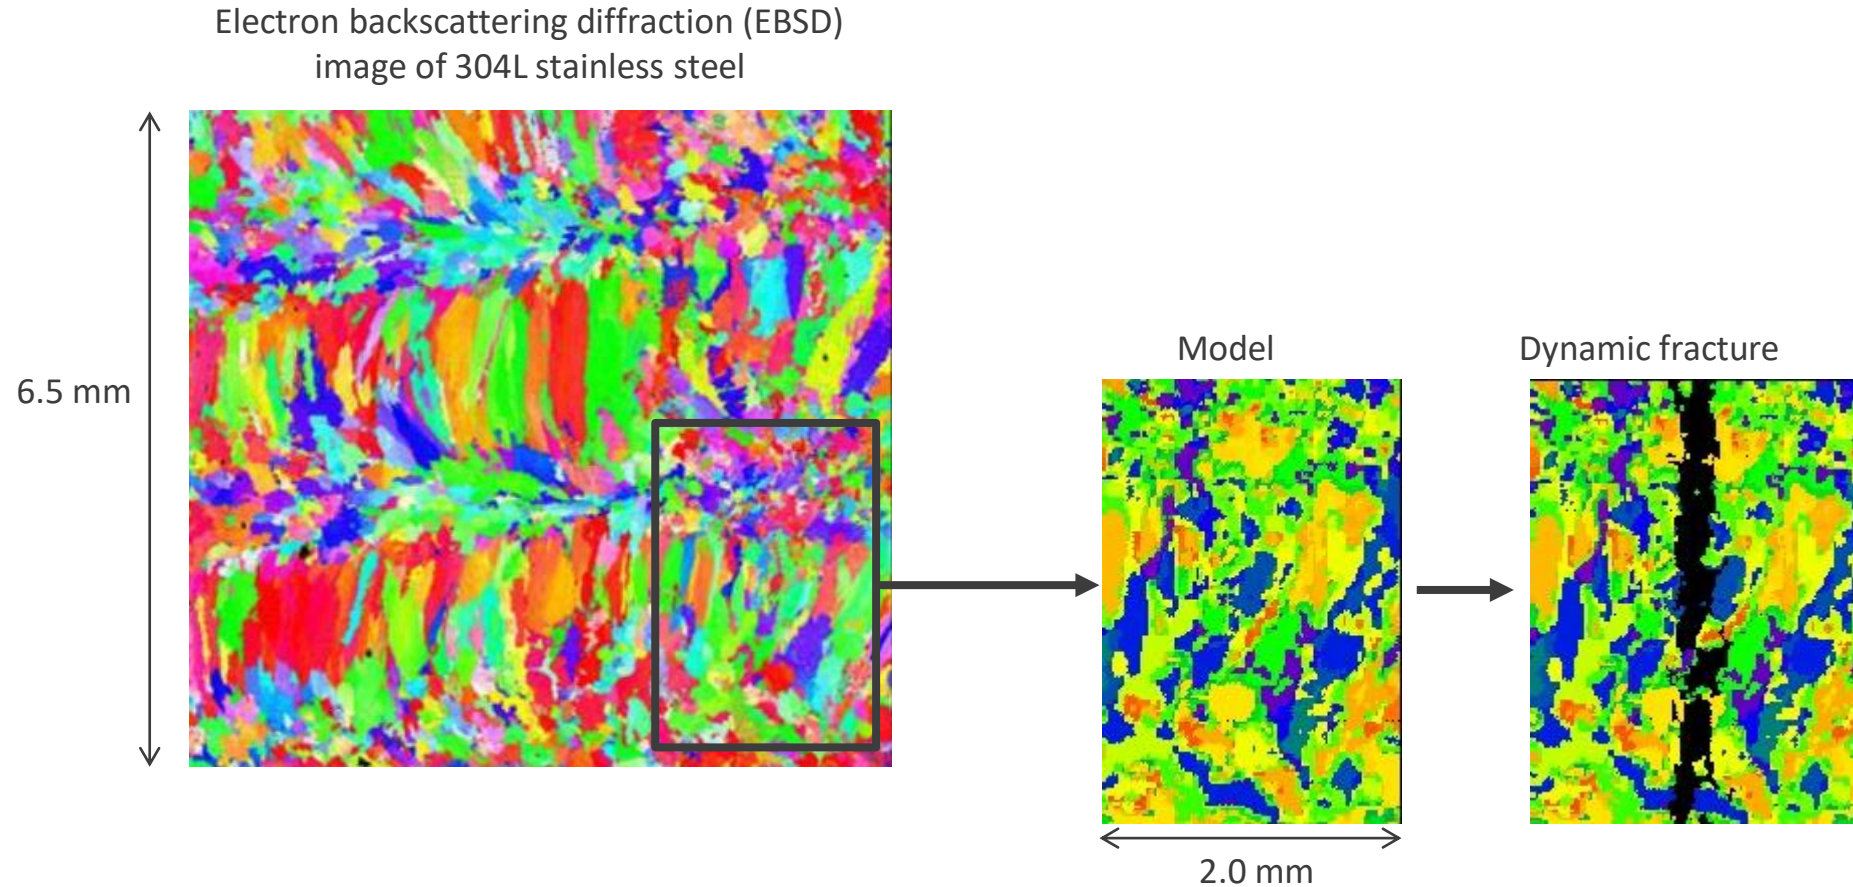 Electron backscattering diffraction (EBSD)
image of 304L stainless steel
6.5 mm
Model
Dynamic fracture
2.0 mm